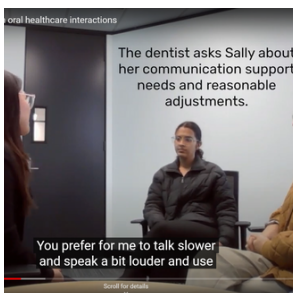 oral healthcare interactions
The dentist asks Sally about
her communication support
needs and reasonable
adjustments.
You prefer for me to talk slower
and speak a bit louder and use
Scroll for details